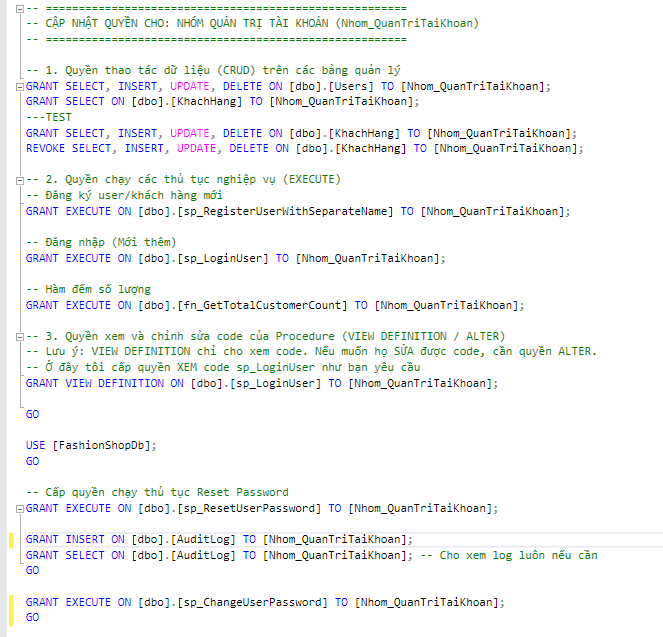 -- =======================================================
-- CẬP NHẬT QUYỀN CHO: NHÓM QUẢN TRỊ TÀI KHOẢN (Nhom_QuanTriTaiKhoan)
-- =======================================================
-- 1. Quyền thao tác dữ liệu (CRUD) trên các bảng quản lý
GRANT SELECT, INSERT, UPDATE, DELETE ON [dbo].[Users] TO [Nhom_QuanTriTaiKhoan];
GRANT SELECT ON [dbo].[KhachHang] TO [Nhom_QuanTriTaiKhoan];
---TEST
GRANT SELECT, INSERT, UPDATE, DELETE ON [dbo].[KhachHang] TO [Nhom_QuanTriTaiKhoan];
REVOKE SELECT, INSERT, UPDATE, DELETE ON [dbo].[KhachHang] TO [Nhom_QuanTriTaiKhoan];
-- 2. Quyền chạy các thủ tục nghiệp vụ (EXECUTE)
-- Đăng ký user/khách hàng mới
GRANT EXECUTE ON [dbo].[sp_RegisterUserWithSeparateName] TO [Nhom_QuanTriTaiKhoan];
-- Đăng nhập (Mới thêm)
GRANT EXECUTE ON [dbo].[sp_LoginUser] TO [Nhom_QuanTriTaiKhoan];
-- Hàm đếm số lượng
GRANT EXECUTE ON [dbo].[fn_GetTotalCustomerCount] TO [Nhom_QuanTriTaiKhoan];
-- 3. Quyền xem và chỉnh sửa code của Procedure (VIEW DEFINITION / ALTER)
-- Lưu ý: VIEW DEFINITION chỉ cho xem code. Nếu muốn họ SỬA được code, cần quyền ALTER.
-- Ở đây tôi cấp quyền XEM code sp_LoginUser như bạn yêu cầu
GRANT VIEW DEFINITION ON [dbo].[sp_LoginUser] TO [Nhom_QuanTriTaiKhoan];
GO
USE [FashionShopDb];
GO
-- Cấp quyền chạy thủ tục Reset Password
GRANT EXECUTE ON [dbo].[sp_ResetUserPassword] TO [Nhom_QuanTriTaiKhoan];
GRANT INSERT ON [dbo].[AuditLog] TO [Nhom_QuanTriTaiKhoan];
GRANT SELECT ON [dbo].[AuditLog] TO [Nhom_QuanTriTaiKhoan]; -- Cho xem log luôn nếu cần
GO
GRANT EXECUTE ON [dbo].[sp_ChangeUserPassword] TO [Nhom_QuanTriTaiKhoan];
GO